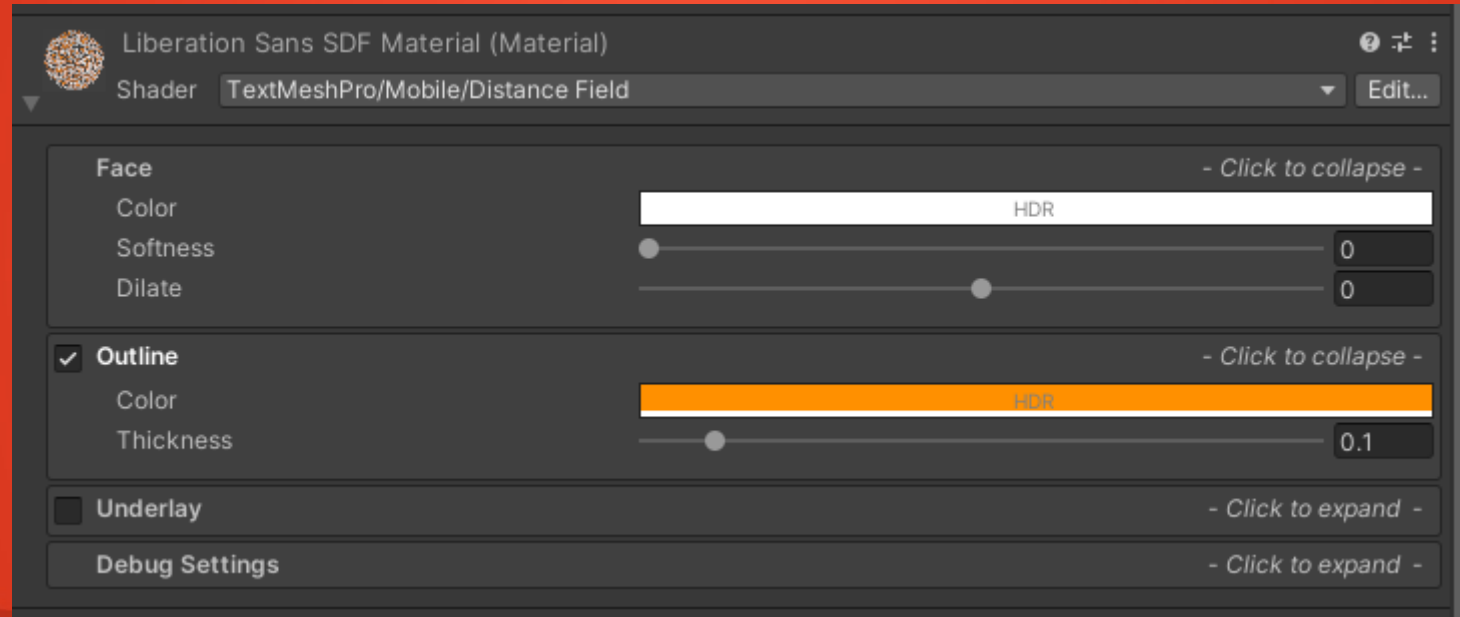 Liberation Sans SDF Material (Material)
Shader TextMeshPro/Mobile/Distance Field Edit...
Face - Click to collapse -
Color HDR
Softness 0
Dilate 0
Outline - Click to collapse -
Color HDR
Thickness 0.1
Underlay - Click to expand -
Debug Settings - Click to expand -